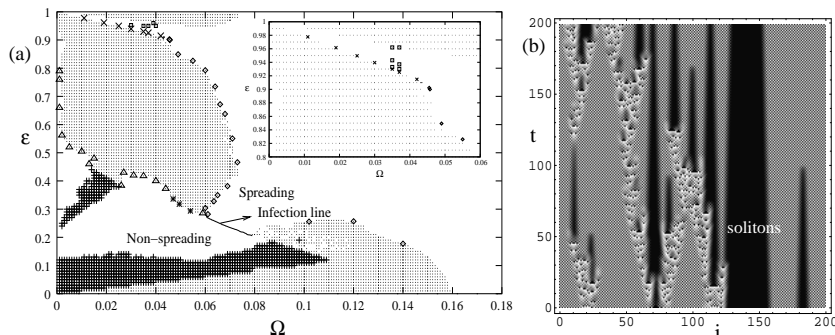 (a)
1
0.9
0.8
0.7
0.6
ε
0.5
0.4
0.3
0.2
0.1
0
0 0.02 0.04 0.06 0.08 0.1 0.12 0.14 0.16 0.18
Ω
Spreading
Infection line
Non−spreading
1
0.98
0.96
0.94
0.92
ε
0.9
0.88
0.86
0.84
0.82
0.8
0 0.01 0.02 0.03 0.04 0.05 0.06
Ω
(b)
200
150
t
100
50
0
solitons
0 50 100 150 200
i